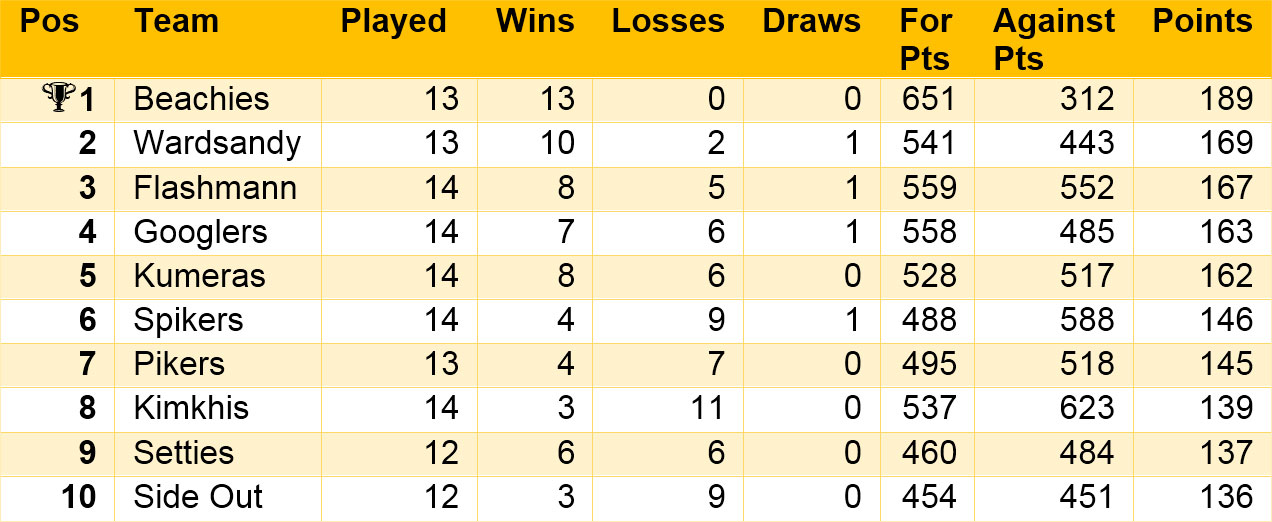 Pos Team Played Wins Losses Draws For Pts Against Pts Points
1 Beachies 13 13 0 0 651 312 189
2 Wardsandy 13 10 2 1 541 443 169
3 Flashmann 14 8 5 1 559 552 167
4 Googlers 14 7 6 1 558 485 163
5 Kumeras 14 8 6 0 528 517 162
6 Spikers 14 4 9 1 488 588 146
7 Pikers 13 4 7 0 495 518 145
8 Kimkhis 14 3 11 0 537 623 139
9 Setties 12 6 6 0 460 484 137
10 Side Out 12 3 9 0 454 451 136